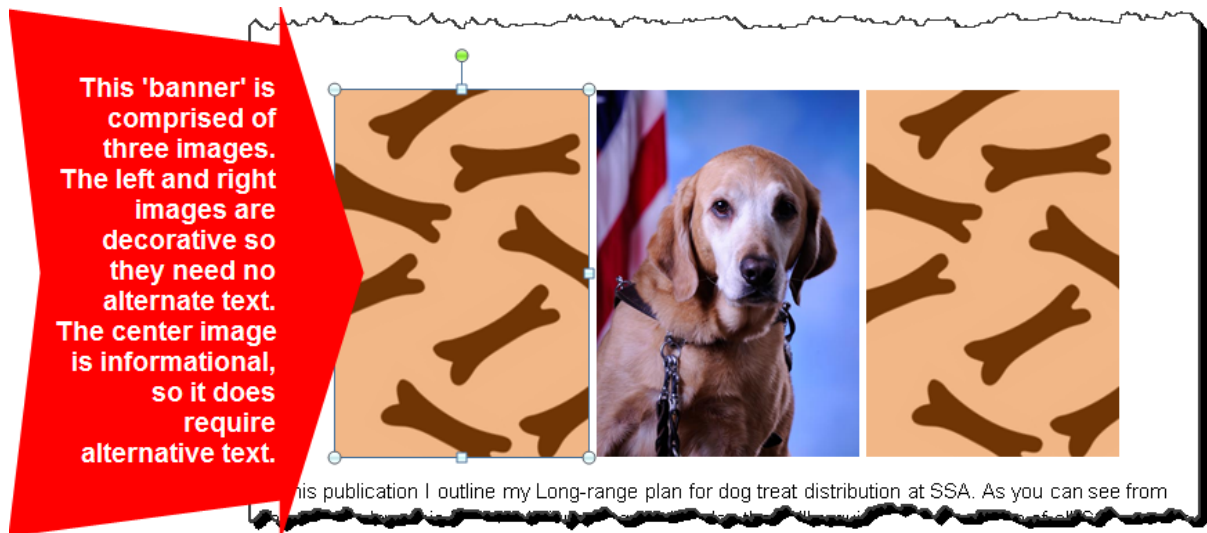 This 'banner' is
comprised of
three images.
The left and right
images are
decorative so
they need no
alternate text.
The center image
is informational,
so it does
require
alternative text.
his publication I outline my Long-range plan for dog treat distribution at SSA. As you can see from